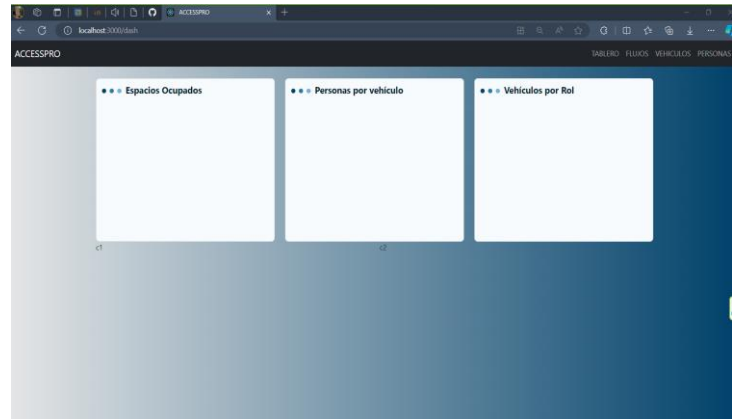 ACCESSPRO
localhost:3000/dash
ACCESSPRO
TABLERO FLUJOS VEHICULOS PERSONAS
Espacios Ocupados
Personas por vehículo
Vehículos por Rol
c1
c2